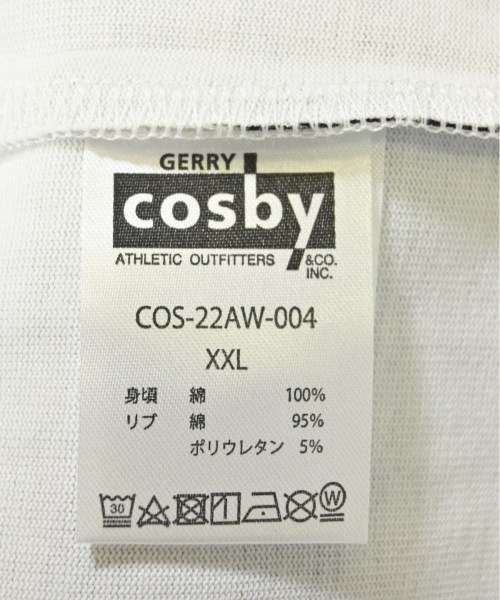 GERRY
cosby
ATHLETIC OUTFITTERS &CO. INC.
COS-22AW-004
XXL
身頃 綿 100%
リブ 綿 95%
ポリウレタン 5%
30 W